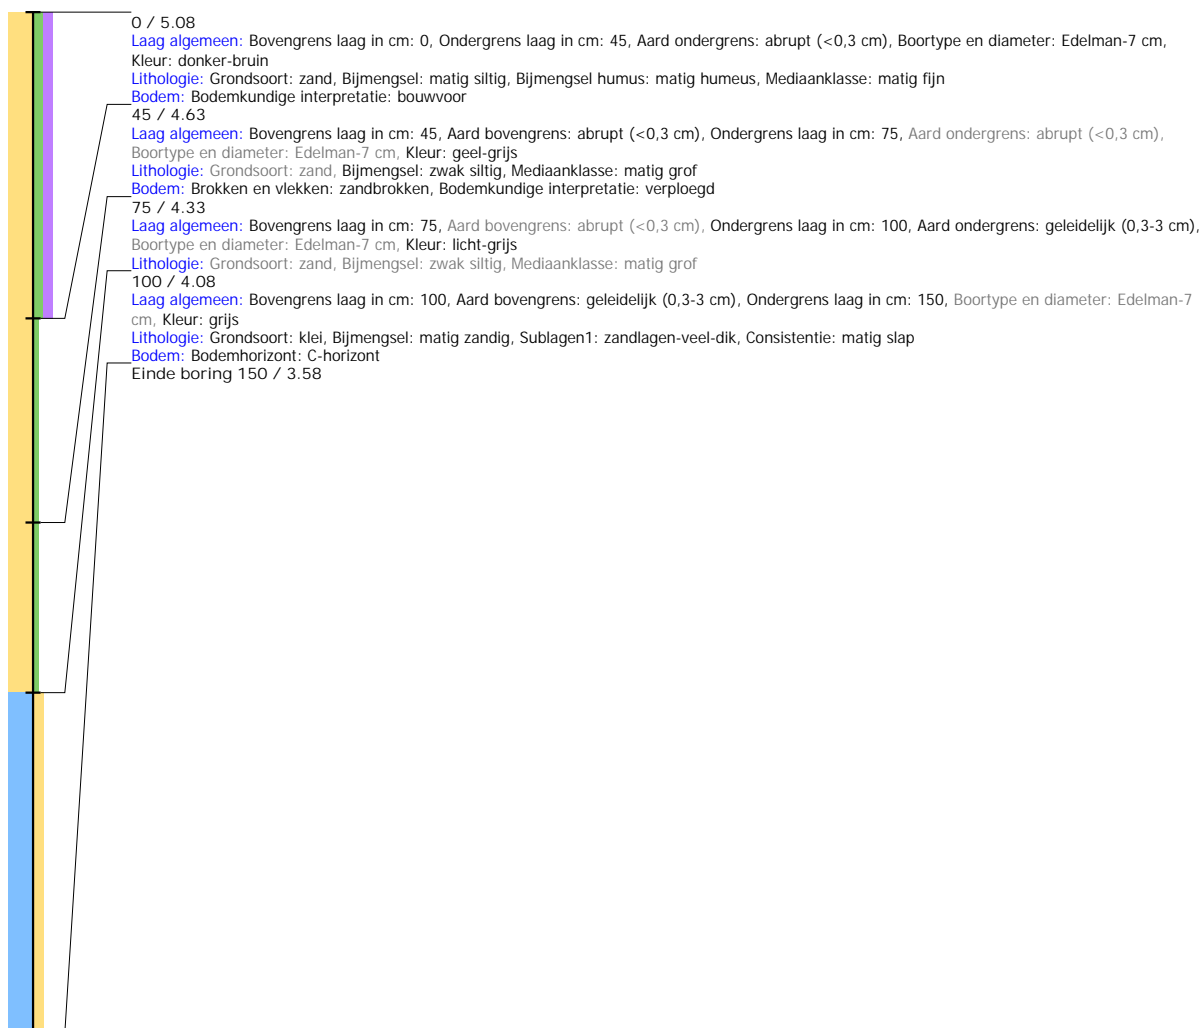 0 / 5.08
Laag algemeen: Bovengrens laag in cm: 0, Ondergrens laag in cm: 45, Aard ondergrens: abrupt (<0,3 cm), Boortype en diameter: Edelman-7 cm,
Kleur: donker-bruin
Lithologie: Grondsoort: zand, Bijmengsel: matig siltig, Bijmengsel humus: matig humeus, Mediaanklasse: matig fijn
Bodem: Bodemkundige interpretatie: bouwvoor
45 / 4.63
Laag algemeen: Bovengrens laag in cm: 45, Aard bovengrens: abrupt (<0,3 cm), Ondergrens laag in cm: 75, Aard ondergrens: abrupt (<0,3 cm),
Boortype en diameter: Edelman-7 cm, Kleur: geel-grijs
Lithologie: Grondsoort: zand, Bijmengsel: zwak siltig, Mediaanklasse: matig grof
Bodem: Brokken en vlekken: zandbrokken, Bodemkundige interpretatie: verploegd
75 / 4.33
Laag algemeen: Bovengrens laag in cm: 75, Aard bovengrens: abrupt (<0,3 cm), Ondergrens laag in cm: 100, Aard ondergrens: geleidelijk (0,3-3 cm),
Boortype en diameter: Edelman-7 cm, Kleur: licht-grijs
Lithologie: Grondsoort: zand, Bijmengsel: zwak siltig, Mediaanklasse: matig grof
100 / 4.08
Laag algemeen: Bovengrens laag in cm: 100, Aard bovengrens: geleidelijk (0,3-3 cm), Ondergrens laag in cm: 150, Boortype en diameter: Edelman-7
cm, Kleur: grijs
Lithologie: Grondsoort: klei, Bijmengsel: matig zandig, Sublagen1: zandlagen-veel-dik, Consistentie: matig slap
Bodem: Bodemhorizont: C-horizont
Einde boring 150 / 3.58